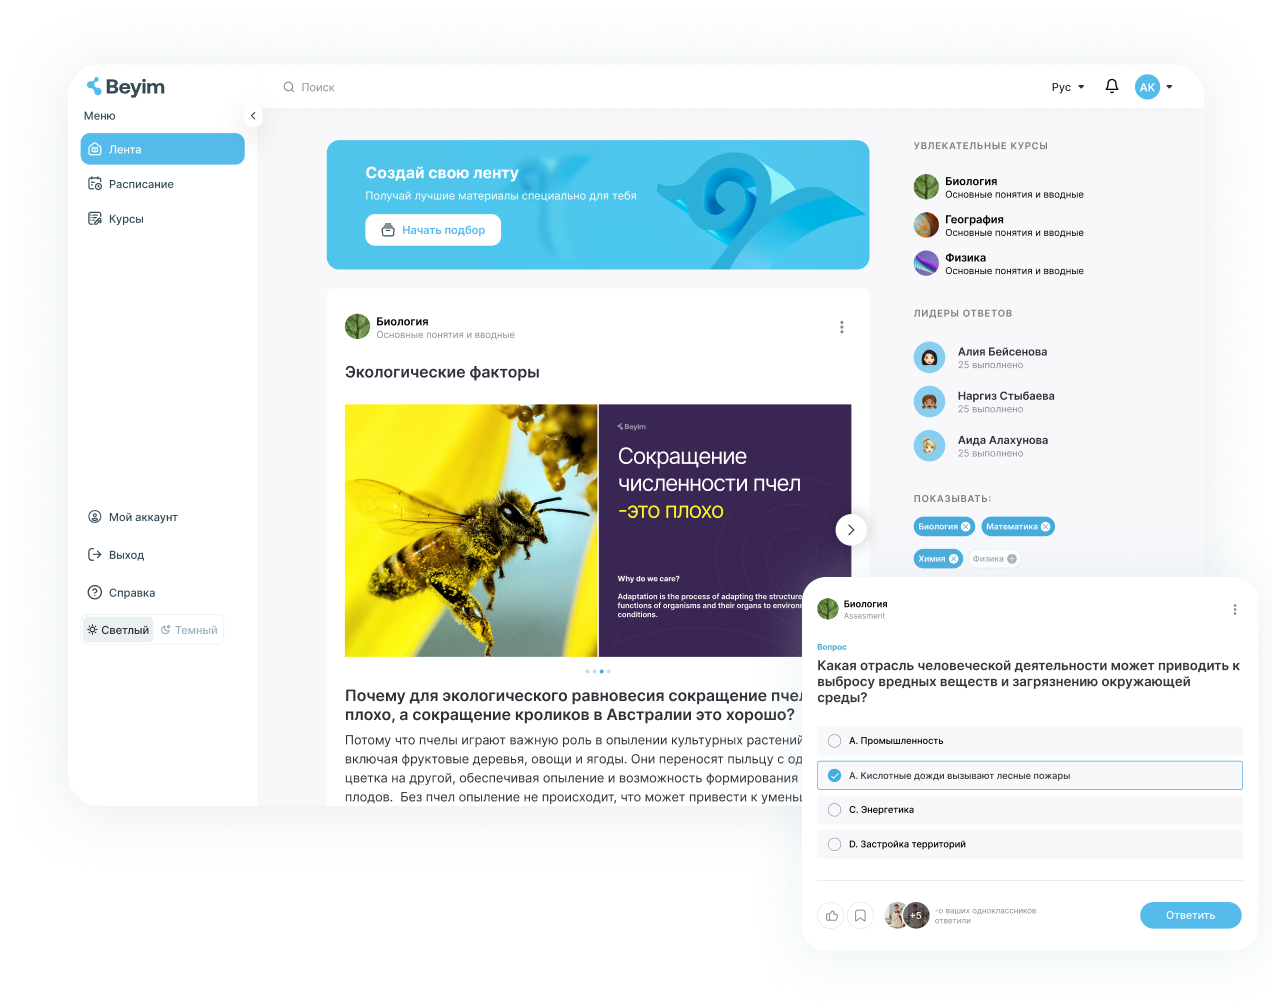 Beyim
Поиск
Рус
АК
Меню
Лента
Расписание
Курсы
Мой аккаунт
Выход
Справка
Светлый
Темный
Создай свою ленту
Получай лучшие материалы специально для тебя
Начать подбор
Биология
Основные понятия и вводные
Экологические факторы
Beyim
Сокращение
численности пчел
-это плохо
Why do we care?
Adaptation is the process of adapting the structure
functions of organisms and their organs to environ
conditions.
Почему для экологического равновесия сокращение пчел
плохо, а сокращение кроликов в Австралии это хорошо?
Потому что пчелы играют важную роль в опылении культурных растений
включая фруктовые деревья, овощи и ягоды. Они переносят пыльцу с од
цветка на другой, обеспечивая опыление и возможность формирования
плодов. Без пчел опыление не происходит, что может привести к умень
УВЛЕКАТЕЛЬНЫЕ КУРСЫ
Биология
Основные понятия и вводные
География
Основные понятия и вводные
Физика
Основные понятия и вводные
ЛИДЕРЫ ОТВЕТОВ
Алия Бейсенова
25 выполнено
Наргиз Стыбаева
25 выполнено
Аида Алахунова
25 выполнено
ПОКАЗЫВАТЬ:
Биология
Математика
Химия
Физика
Биология
Assesment
Вопрос
Какая отрасль человеческой деятельности может приводить к
выбросу вредных веществ и загрязнению окружающей
среды?
A. Промышленность
A. Кислотные дожди вызывают лесные пожары
C. Энергетика
D. Застройка территорий
+5
-о ваших одноклассников
ответили
Ответить